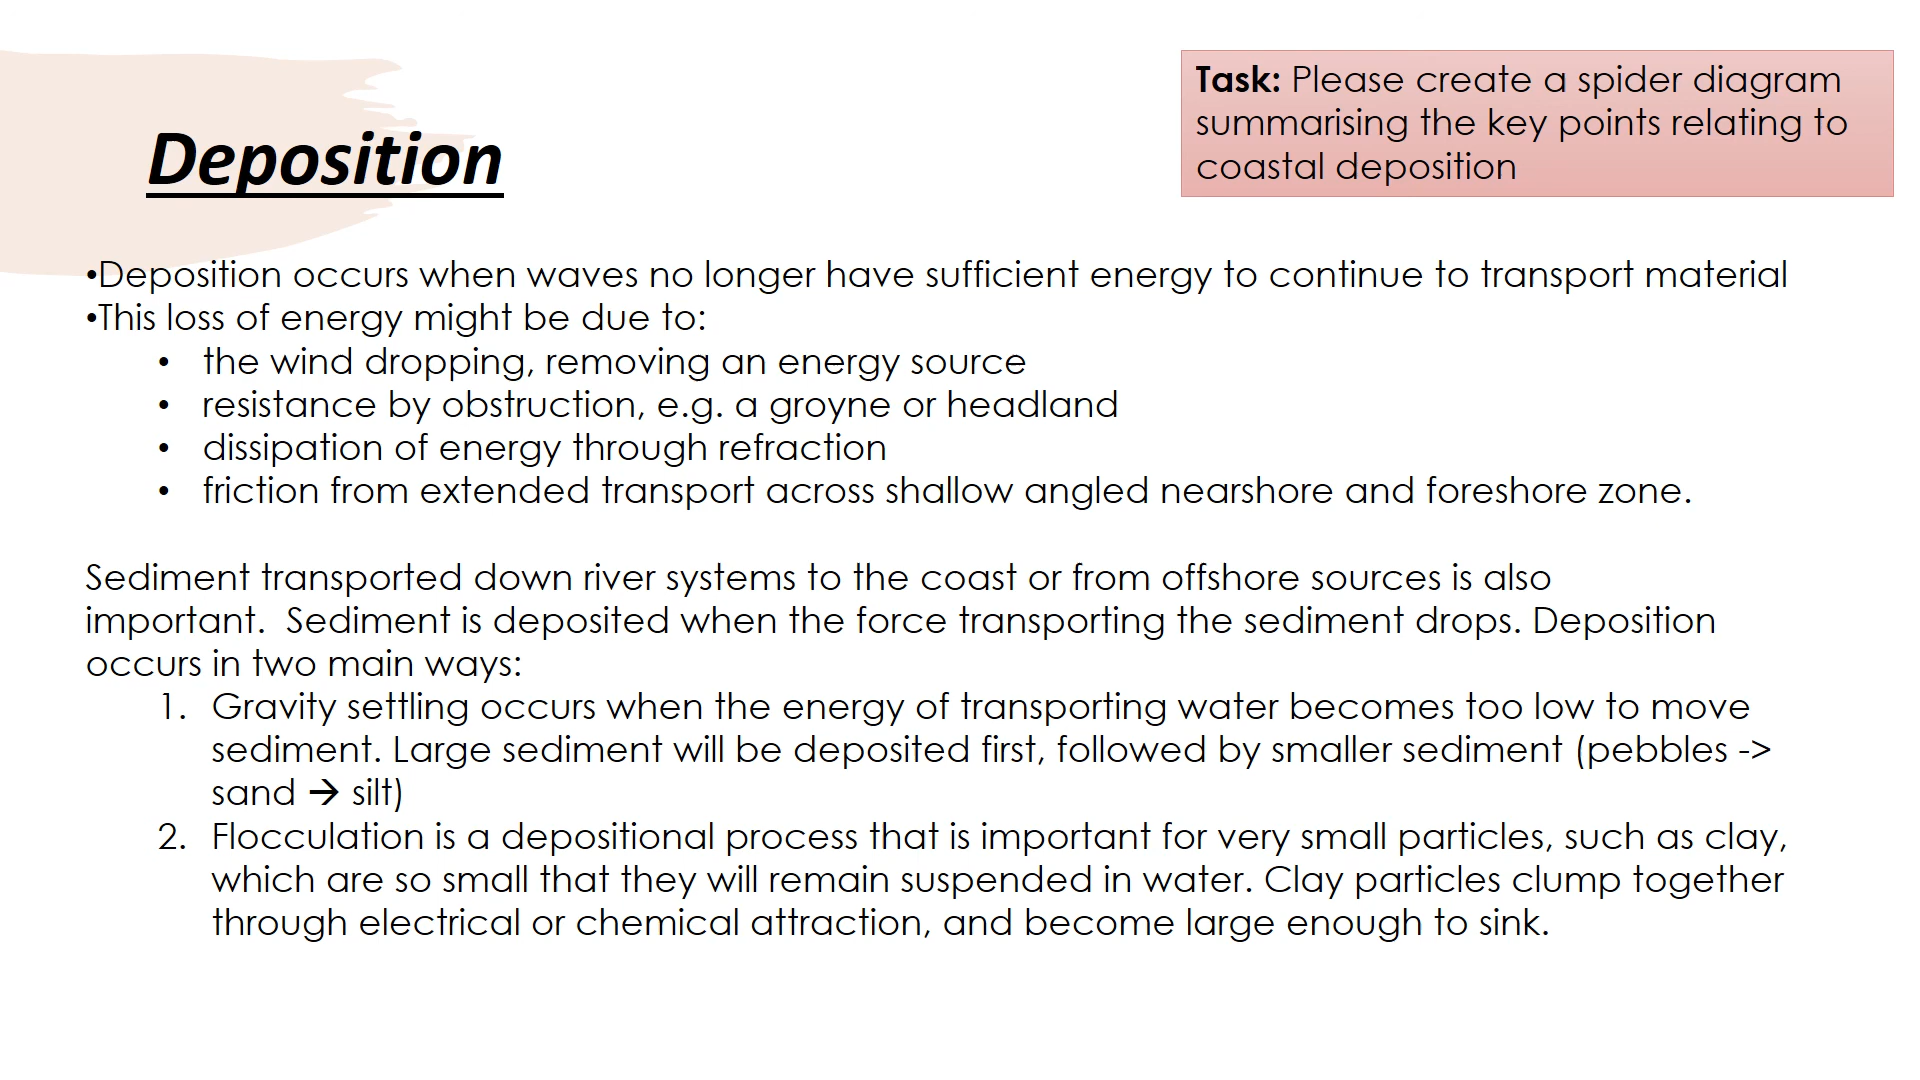 Task: Please create a spider diagram
summarising the key points relating to
coastal deposition
Deposition
•Deposition occurs when waves no longer have sufficient energy to continue to transport material
•This loss of energy might be due to:
• the wind dropping, removing an energy source
• resistance by obstruction, e.g. a groyne or headland
• dissipation of energy through refraction
• friction from extended transport across shallow angled nearshore and foreshore zone.
Sediment transported down river systems to the coast or from offshore sources is also
important.  Sediment is deposited when the force transporting the sediment drops. Deposition
occurs in two main ways:
1. Gravity settling occurs when the energy of transporting water becomes too low to move
sediment. Large sediment will be deposited first, followed by smaller sediment (pebbles ->
sand → silt)
2. Flocculation is a depositional process that is important for very small particles, such as clay,
which are so small that they will remain suspended in water. Clay particles clump together
through electrical or chemical attraction, and become large enough to sink.